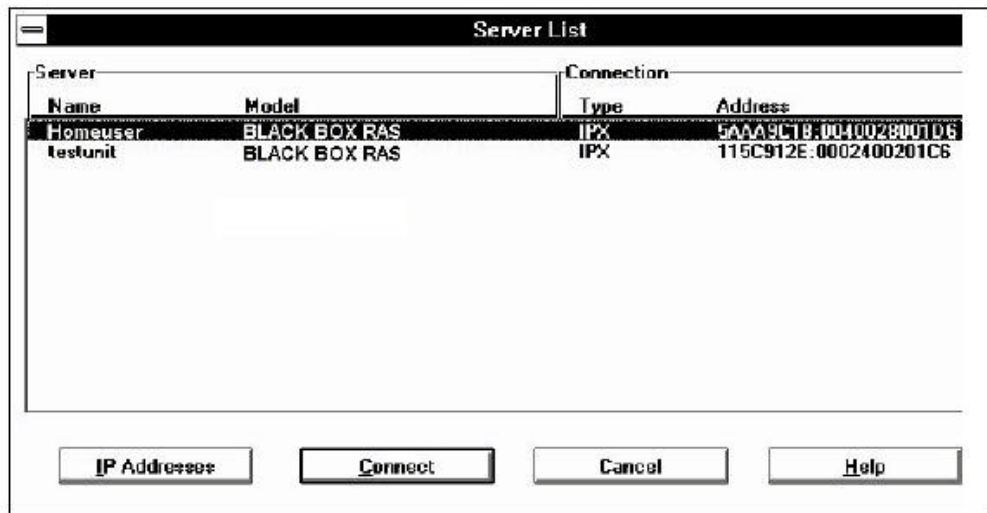 Server List
Server Connection
Name Model Type Address
Homeuser BLACK BOX RAS IPX 5AAA9C18:0040028001D6
testunit BLACK BOX RAS IPX 115C912E:0002400201C6
IP Addresses Connect Cancel Help